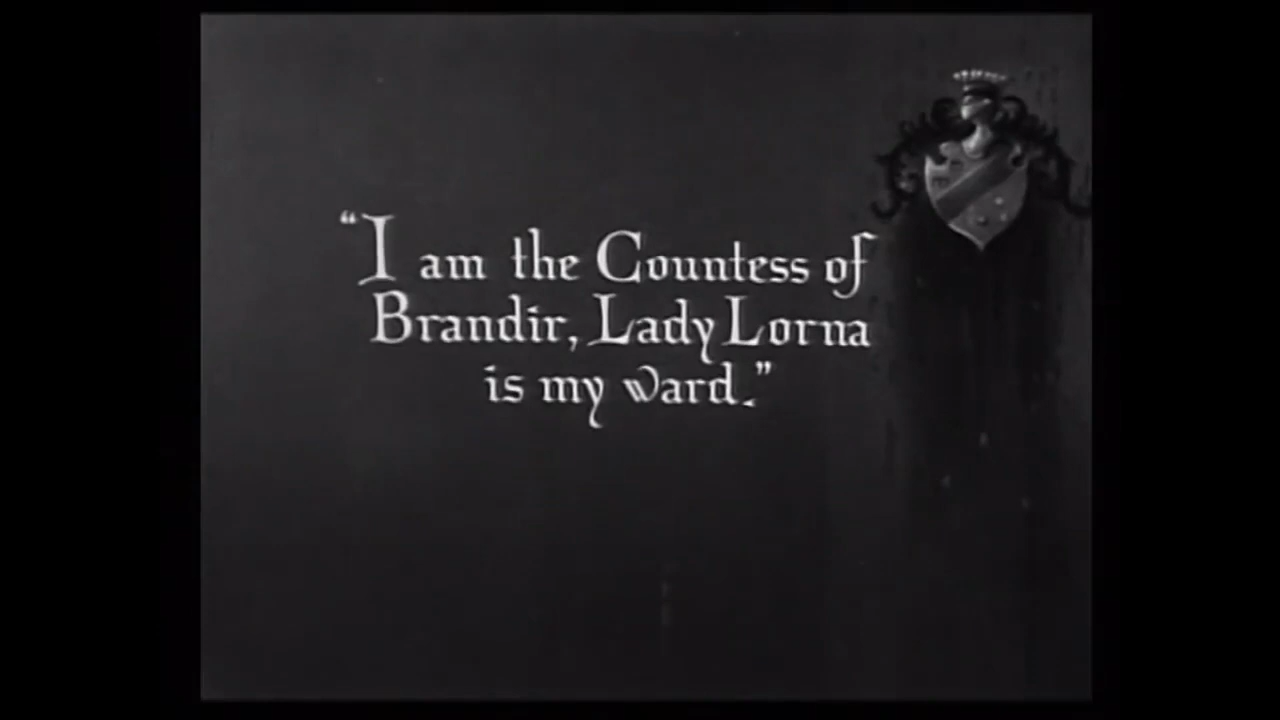 “I am the Countess of
Brandir, Lady Lorna
is my ward.”